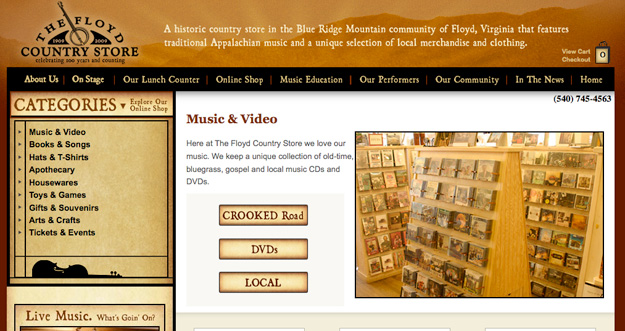 THE FLOYD
1909 2009
COUNTRY STORE
celebrating 100 years and counting
A historic country store in the Blue Ridge Mountain community of Floyd, Virginia that features
traditional Appalachian music and a unique selection of local merchandise and clothing.
View Cart
Checkout
0
About Us | On Stage | Our Lunch Counter | Online Shop | Music Education | Our Performers | Our Community | In The News | Home
(540) 745-4563
CATEGORIES
Explore Our
Online Shop
Music & Video
Books & Songs
Hats & T-Shirts
Apothecary
Housewares
Toys & Games
Gifts & Souvenirs
Arts & Crafts
Tickets & Events
Live Music. What's Goin' On?
Music & Video
Here at The Floyd Country Store we love our
music. We keep a unique collection of old-time,
bluegrass, gospel and local music CDs and
DVDs.
CROOKED Road
DVDs
LOCAL